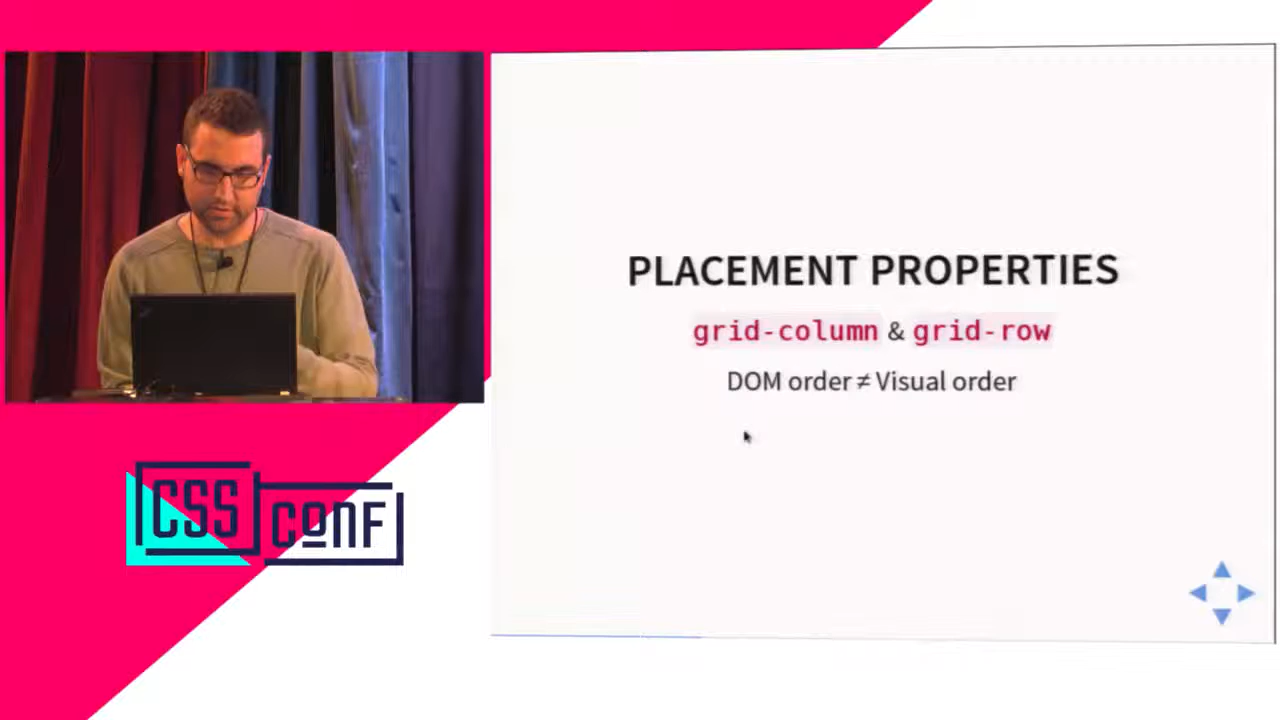 PLACEMENT PROPERTIES
grid-column & grid-row
DOM order ≠ Visual order
CSS
CONF